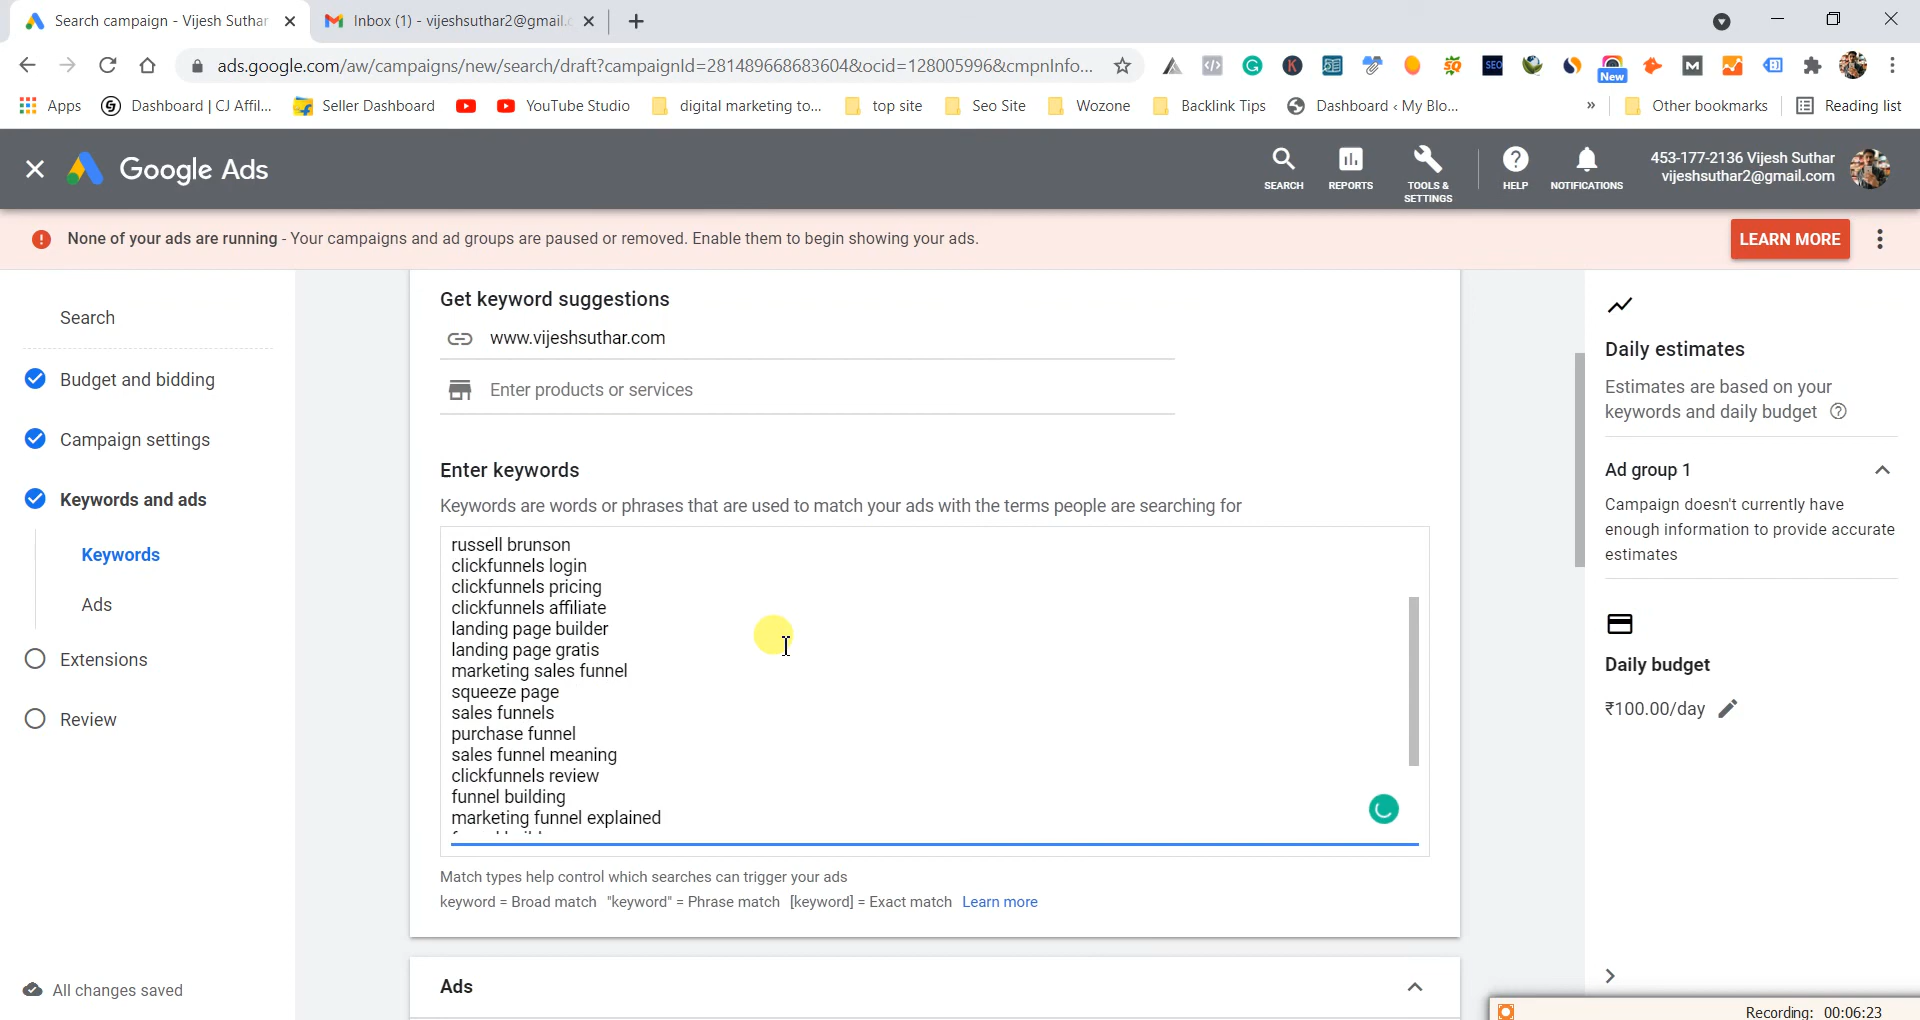 Search campaign - Vijesh Suthar
Inbox (1) - vijeshsuthar2@gmail.c
ads.google.com/aw/campaigns/new/search/draft?campaignId=281489668683604&ocid=128005996&cmpnInfo...
New
SEO
Apps
Dashboard | CJ Affil...
Seller Dashboard
YouTube Studio
digital marketing to...
top site
Seo Site
Wozone
Backlink Tips
Dashboard ‹ My Blo...
»
Other bookmarks
Reading list
Google Ads
SEARCH
REPORTS
TOOLS &
SETTINGS
HELP
NOTIFICATIONS
453-177-2136 Vijesh Suthar
vijeshsuthar2@gmail.com
None of your ads are running - Your campaigns and ad groups are paused or removed. Enable them to begin showing your ads.
LEARN MORE
Search
Budget and bidding
Campaign settings
Keywords and ads
Keywords
Ads
Extensions
Review
All changes saved
Get keyword suggestions
www.vijeshsuthar.com
Enter products or services
Enter keywords
Keywords are words or phrases that are used to match your ads with the terms people are searching for
russell brunson
clickfunnels login
clickfunnels pricing
clickfunnels affiliate
landing page builder
landing page gratis
marketing sales funnel
squeeze page
sales funnels
purchase funnel
sales funnel meaning
clickfunnels review
funnel building
marketing funnel explained
Match types help control which searches can trigger your ads
keyword = Broad match "keyword" = Phrase match [keyword] = Exact match Learn more
Ads
Daily estimates
Estimates are based on your
keywords and daily budget
Ad group 1
Campaign doesn't currently have
enough information to provide accurate
estimates
Daily budget
₹100.00/day
Recording: 00:06:23